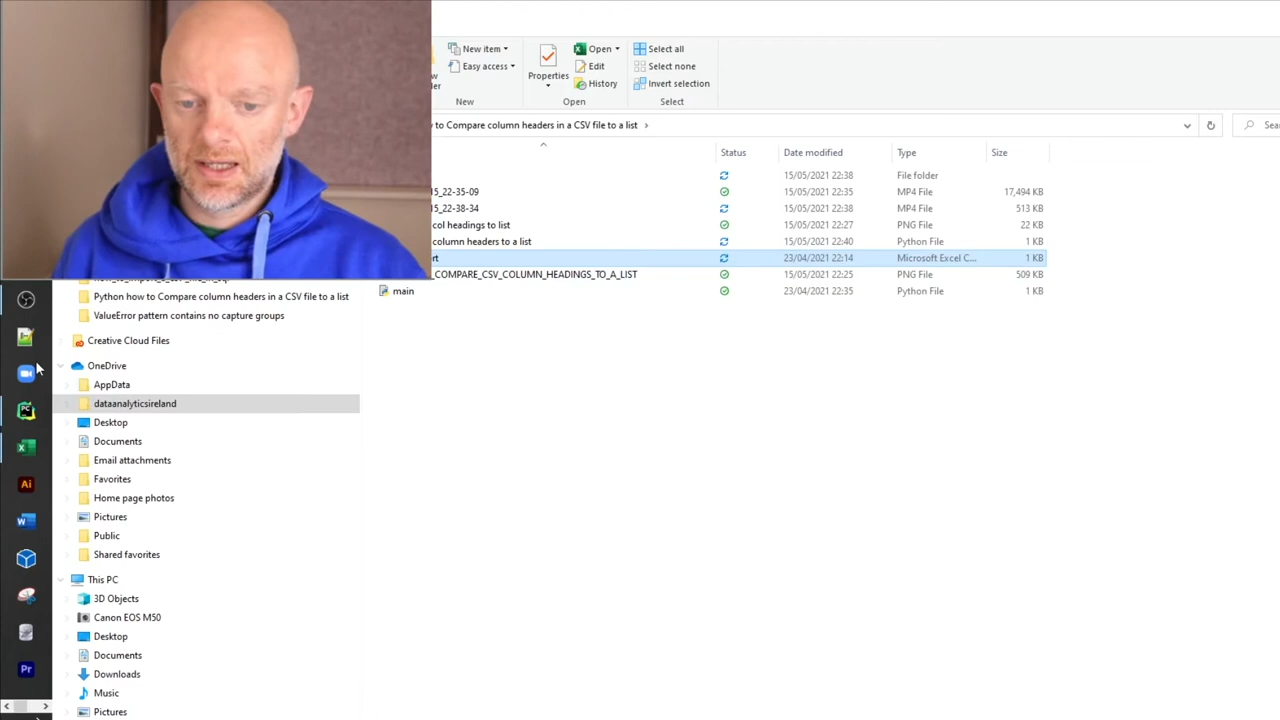 New item
Open
Select all
Easy access
Edit
Select none
Properties
History
Invert selection
New
Open
Select
to Compare column headers in a CSV file to a list
Status
Date modified
Type
Size
15/05/2021 22:38
File folder
15_22-35-09
15/05/2021 22:35
MP4 File
17,494 KB
15_22-38-34
15/05/2021 22:38
MP4 File
513 KB
col headings to list
15/05/2021 22:27
PNG File
22 KB
column headers to a list
15/05/2021 22:40
Python File
1 KB
rt
23/04/2021 22:14
Microsoft Excel C...
1 KB
_COMPARE_CSV_COLUMN_HEADINGS_TO_A_LIST
15/05/2021 22:25
PNG File
509 KB
main
23/04/2021 22:35
Python File
1 KB
Python how to Compare column headers in a CSV file to a list
ValueError pattern contains no capture groups
Creative Cloud Files
OneDrive
AppData
dataanalyticsireland
Desktop
Documents
Email attachments
Favorites
Home page photos
Pictures
Public
Shared favorites
This PC
3D Objects
Canon EOS M50
Desktop
Documents
Downloads
Music
Pictures
PC
Ai
W
Pr